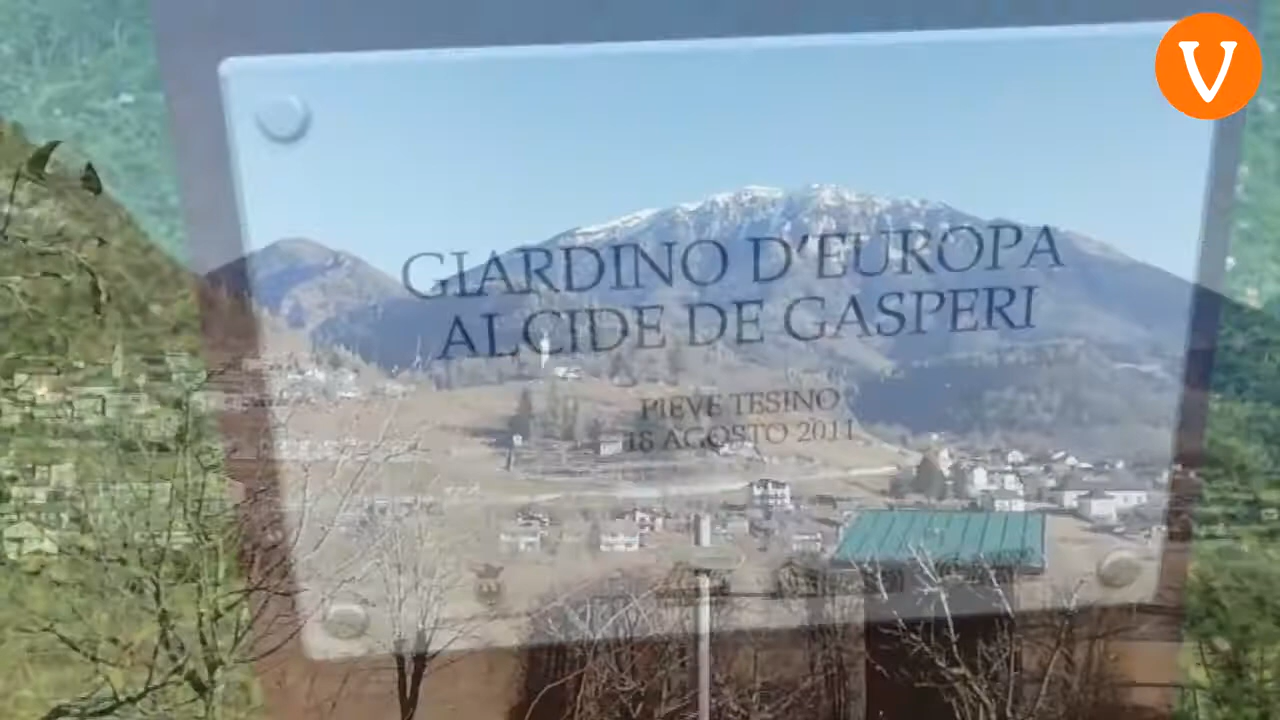 V
GIARDINO D'EUROPA
ALCIDE DE GASPERI
PIEVE TESINO
18 AGOSTO 2011